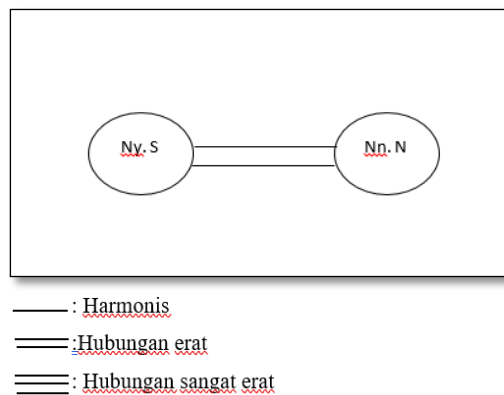 Ny. S
Nn. N
: Harmonis
:Hubungan erat
: Hubungan sangat erat